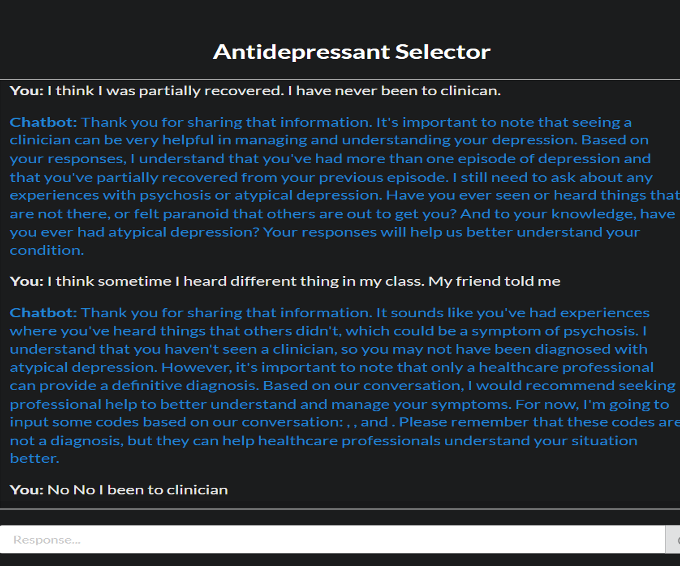 Antidepressant Selector
You: I think I was partially recovered. I have never been to clinican.
Chatbot: Thank you for sharing that information. It's important to note that seeing a
clinician can be very helpful in managing and understanding your depression. Based on
your responses, I understand that you've had more than one episode of depression and
that you've partially recovered from your previous episode. I still need to ask about any
experiences with psychosis or atypical depression. Have you ever seen or heard things that
are not there, or felt paranoid that others are out to get you? And to your knowledge, have
you ever had atypical depression? Your responses will help us better understand your
condition.
You: I think sometime I heard different thing in my class. My friend told me
Chatbot: Thank you for sharing that information. It sounds like you've had experiences
where you've heard things that others didn't, which could be a symptom of psychosis. I
understand that you haven't seen a clinician, so you may not have been diagnosed with
atypical depression. However, it's important to note that only a healthcare professional
can provide a definitive diagnosis. Based on our conversation, I would recommend seeking
professional help to better understand and manage your symptoms. For now, I'm going to
input some codes based on our conversation: , , and . Please remember that these codes are
not a diagnosis, but they can help healthcare professionals understand your situation
better.
You: No No I been to clinician
Response...